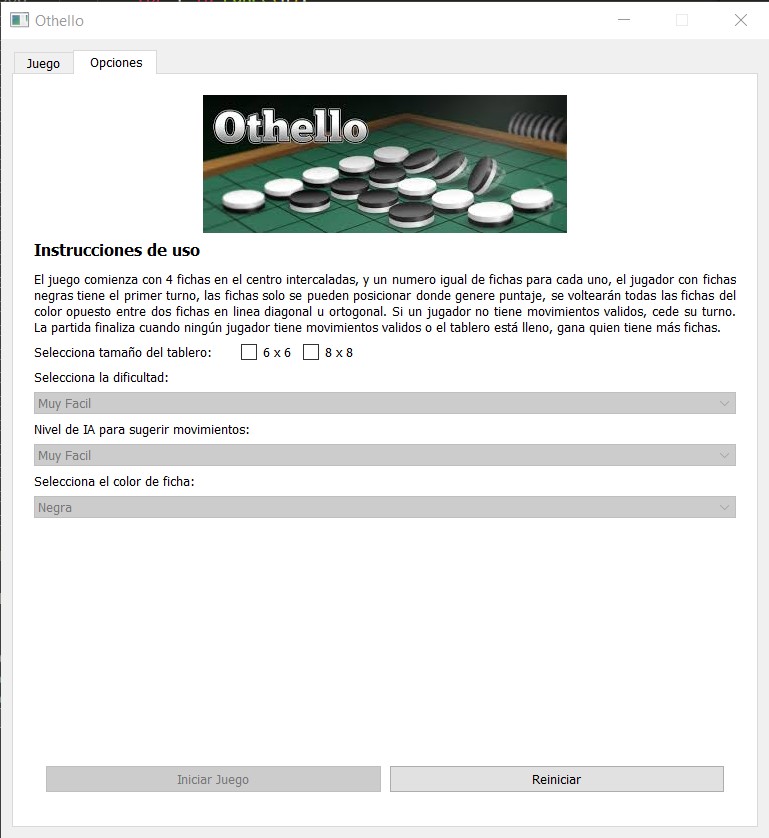 Othello
Juego
Opciones
Othello
Instrucciones de uso
El juego comienza con 4 fichas en el centro intercaladas, y un numero igual de fichas para cada uno, el jugador con fichas
negras tiene el primer turno, las fichas solo se pueden posicionar donde genere puntaje, se voltearán todas las fichas del
color opuesto entre dos fichas en linea diagonal u ortogonal. Si un jugador no tiene movimientos validos, cede su turno.
La partida finaliza cuando ningún jugador tiene movimientos validos o el tablero está lleno, gana quien tiene más fichas.
Selecciona tamaño del tablero: 6 x 6 8 x 8
Selecciona la dificultad:
Muy Facil
Nivel de IA para sugerir movimientos:
Muy Facil
Selecciona el color de ficha:
Negra
Iniciar Juego Reiniciar